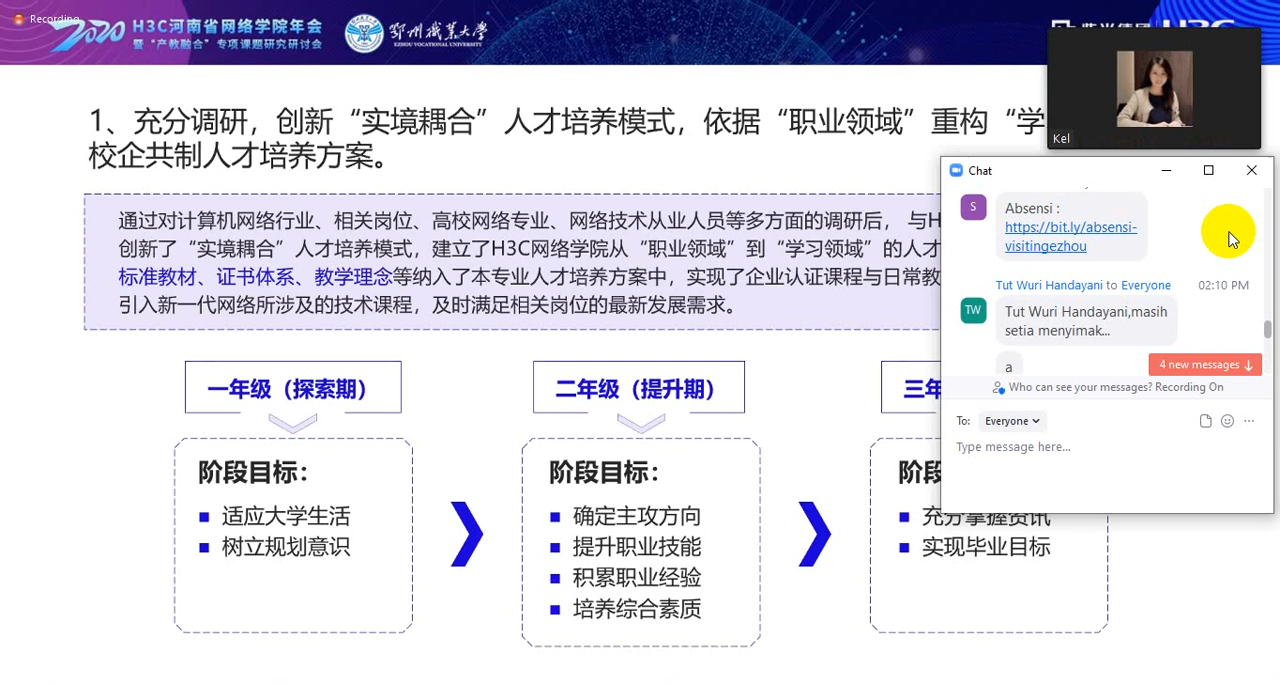 Recording
2020 H3C河南省网络学院年会
暨“产教融合”专项课题研究研讨会
鄂州职业大学
EZHOU VOCATIONAL UNIVERSITY
H3C
Kel
1、充分调研，创新“实境耦合”人才培养模式，依据“职业领域”重构“学
校企共制人才培养方案。
通过对计算机网络行业、相关岗位、高校网络专业、网络技术从业人员等多方面的调研后， 与H
创新了“实境耦合”人才培养模式，建立了H3C网络学院从“职业领域”到“学习领域”的人才
标准教材、证书体系、教学理念等纳入了本专业人才培养方案中，实现了企业认证课程与日常教
引入新一代网络所涉及的技术课程，及时满足相关岗位的最新发展需求。
一年级（探索期）
二年级（提升期）
三年
阶段目标：
适应大学生活
树立规划意识
阶段目标：
确定主攻方向
提升职业技能
积累职业经验
培养综合素质
阶段
充分掌握资讯
实现毕业目标
Chat
S
Absensi :
https://bit.ly/absensi-
visitingezhou
Tut Wuri Handayani to Everyone 02:10 PM
TW
Tut Wuri Handayani,masih
setia menyimak...
a
4 new messages
Who can see your messages? Recording On
To: Everyone
Type message here...